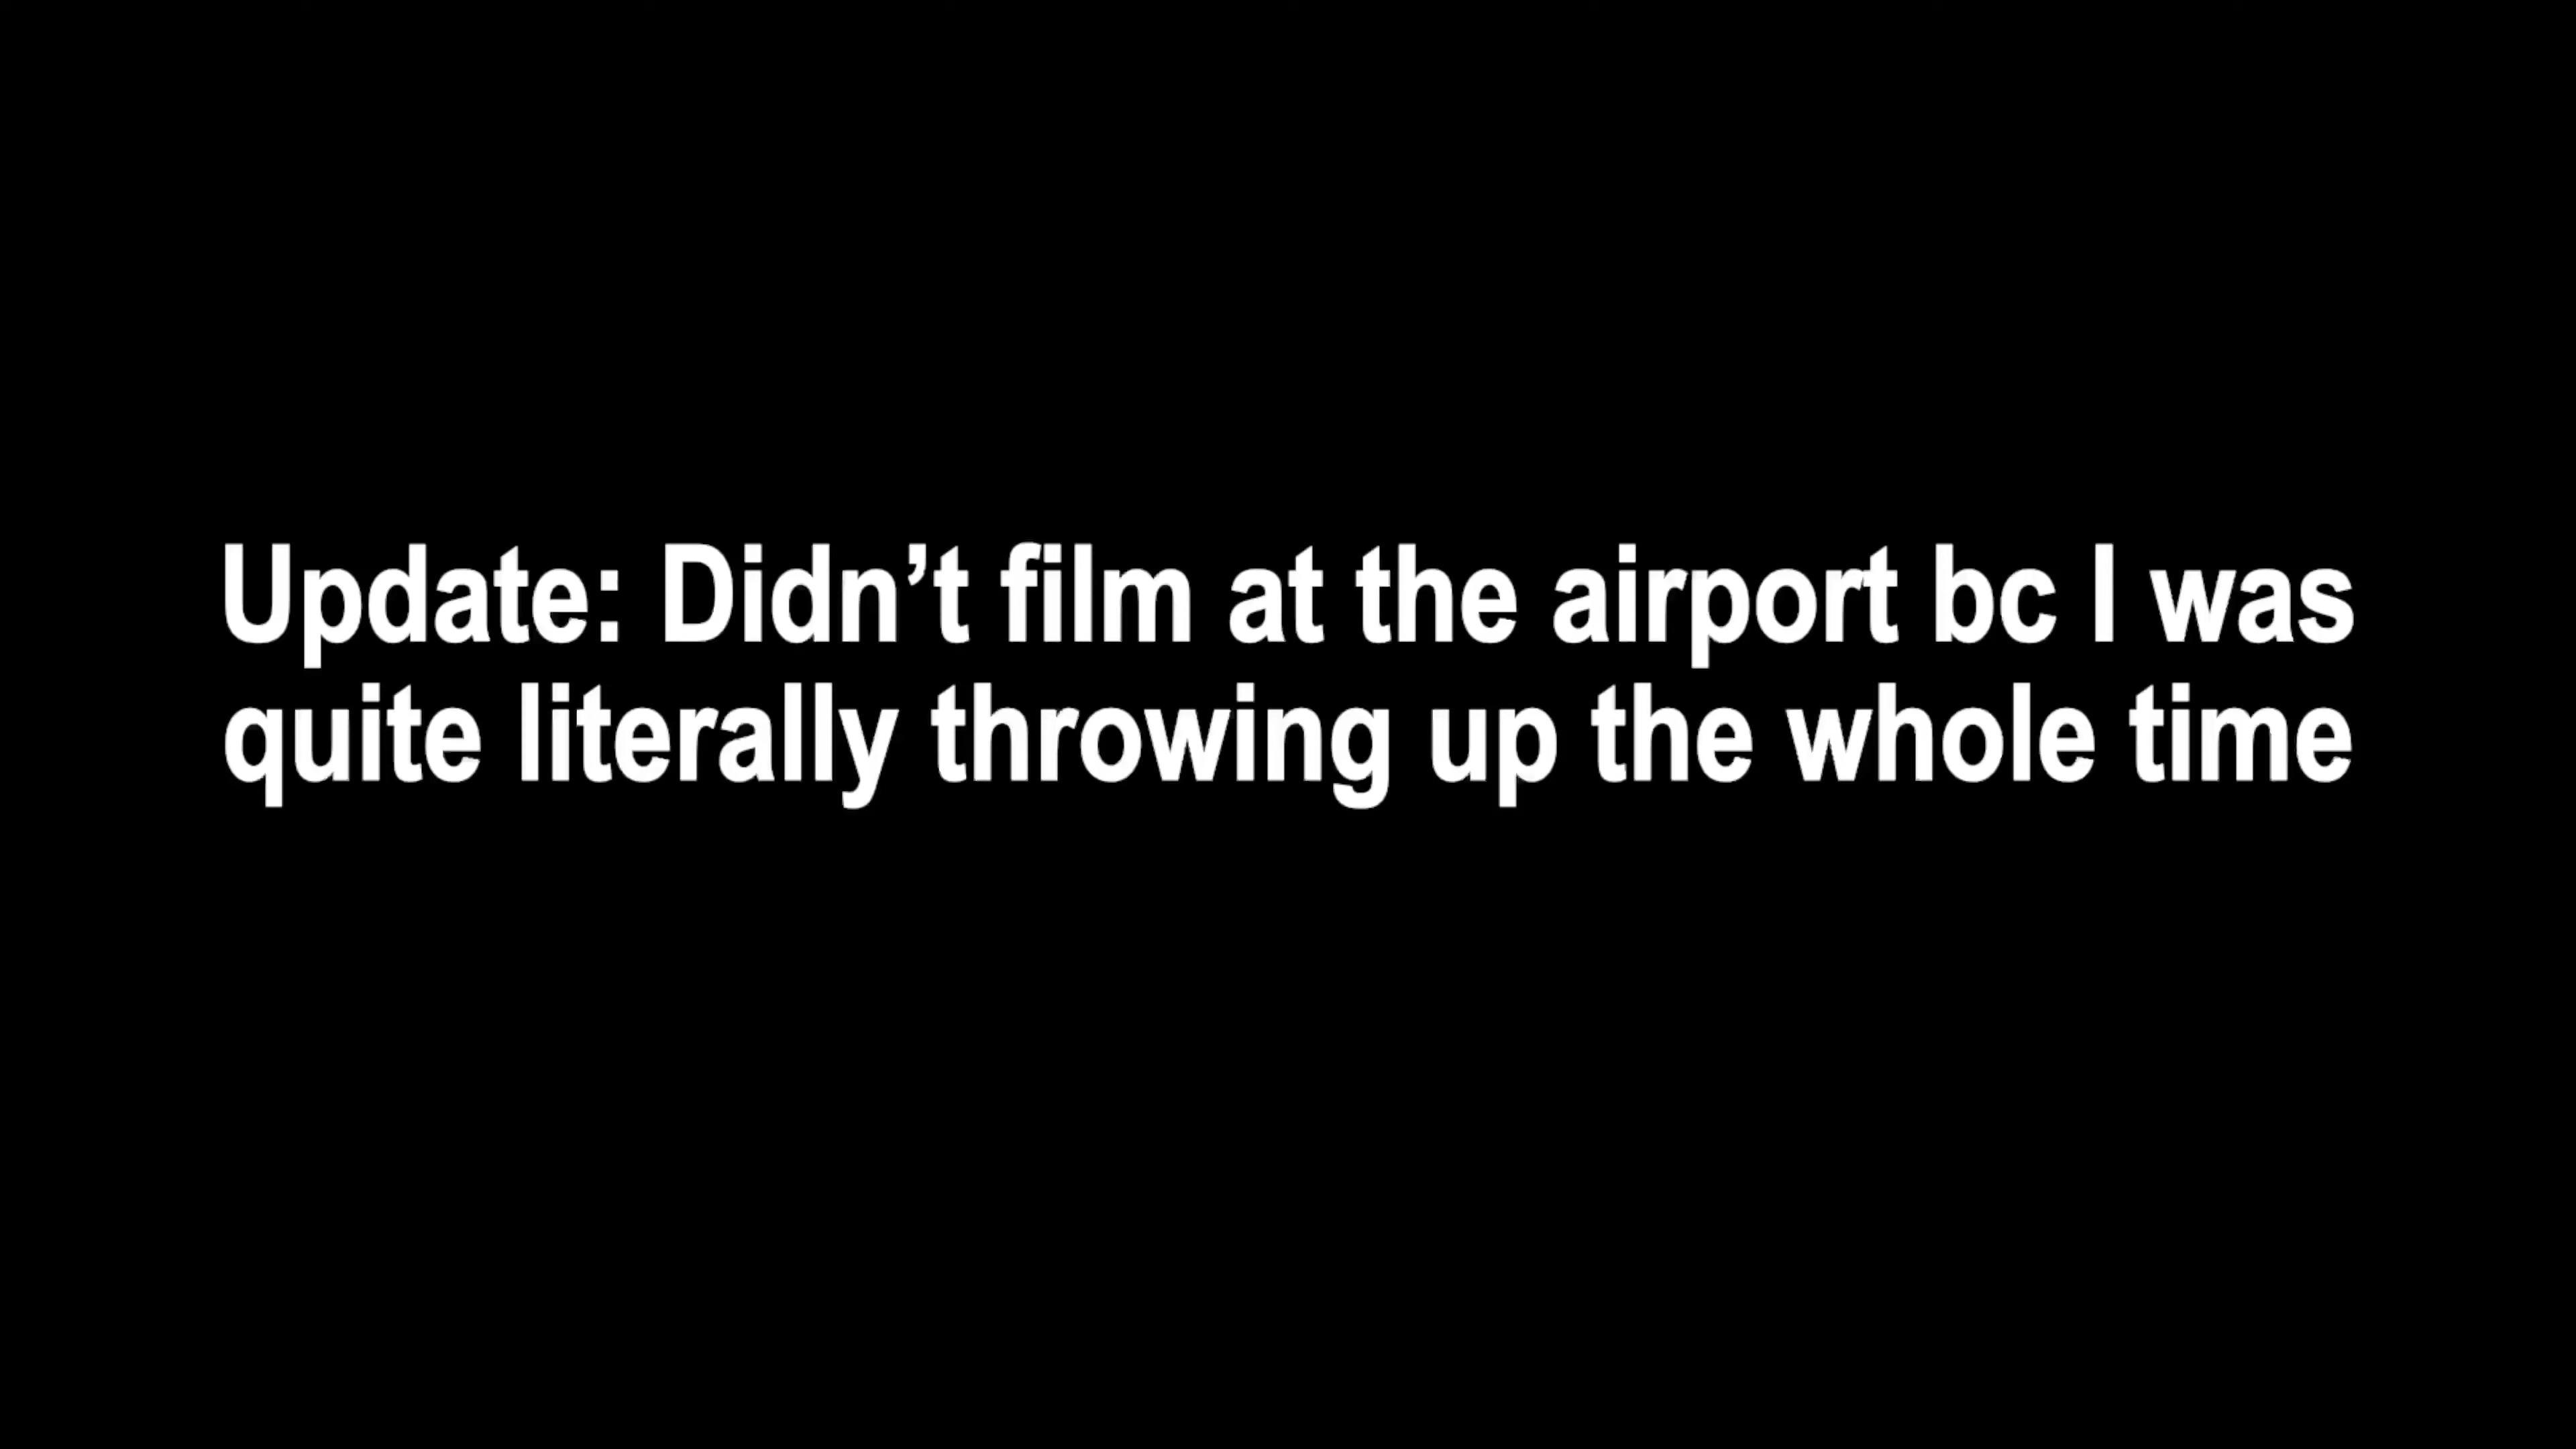 Update: Didn’t film at the airport bc I was
quite literally throwing up the whole time